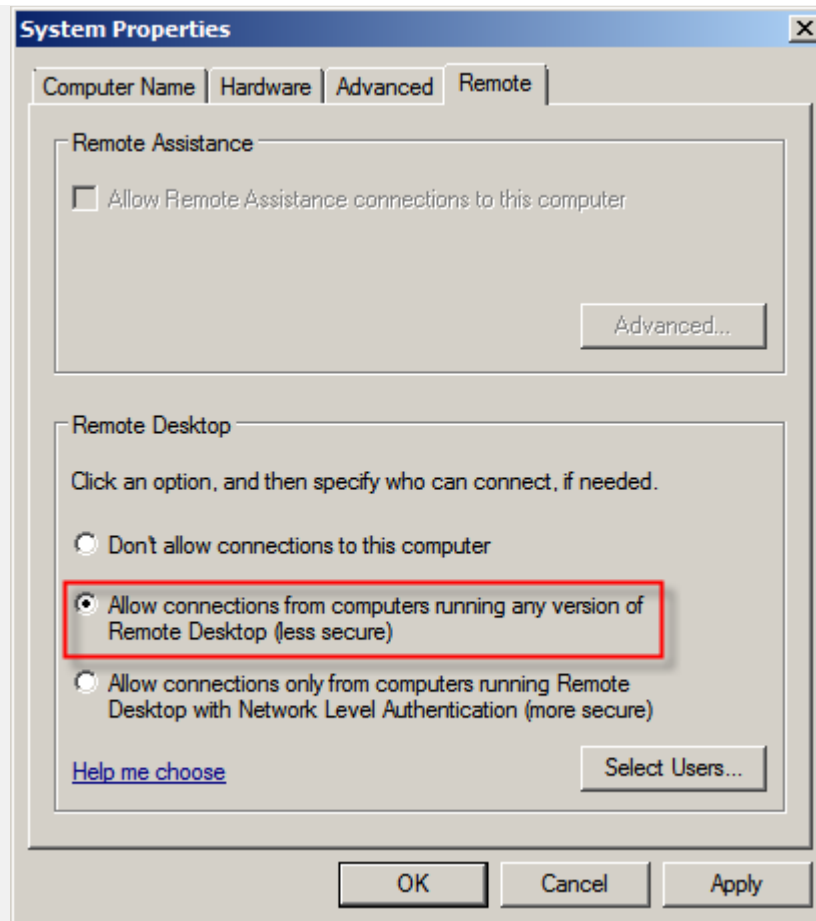 System Properties
Computer Name
Hardware
Advanced
Remote
Remote Assistance
Allow Remote Assistance connections to this computer
Advanced...
Remote Desktop
Click an option, and then specify who can connect, if needed.
Don't allow connections to this computer
Allow connections from computers running any version of
Remote Desktop (less secure)
Allow connections only from computers running Remote
Desktop with Network Level Authentication (more secure)
Help me choose
Select Users...
OK
Cancel
Apply